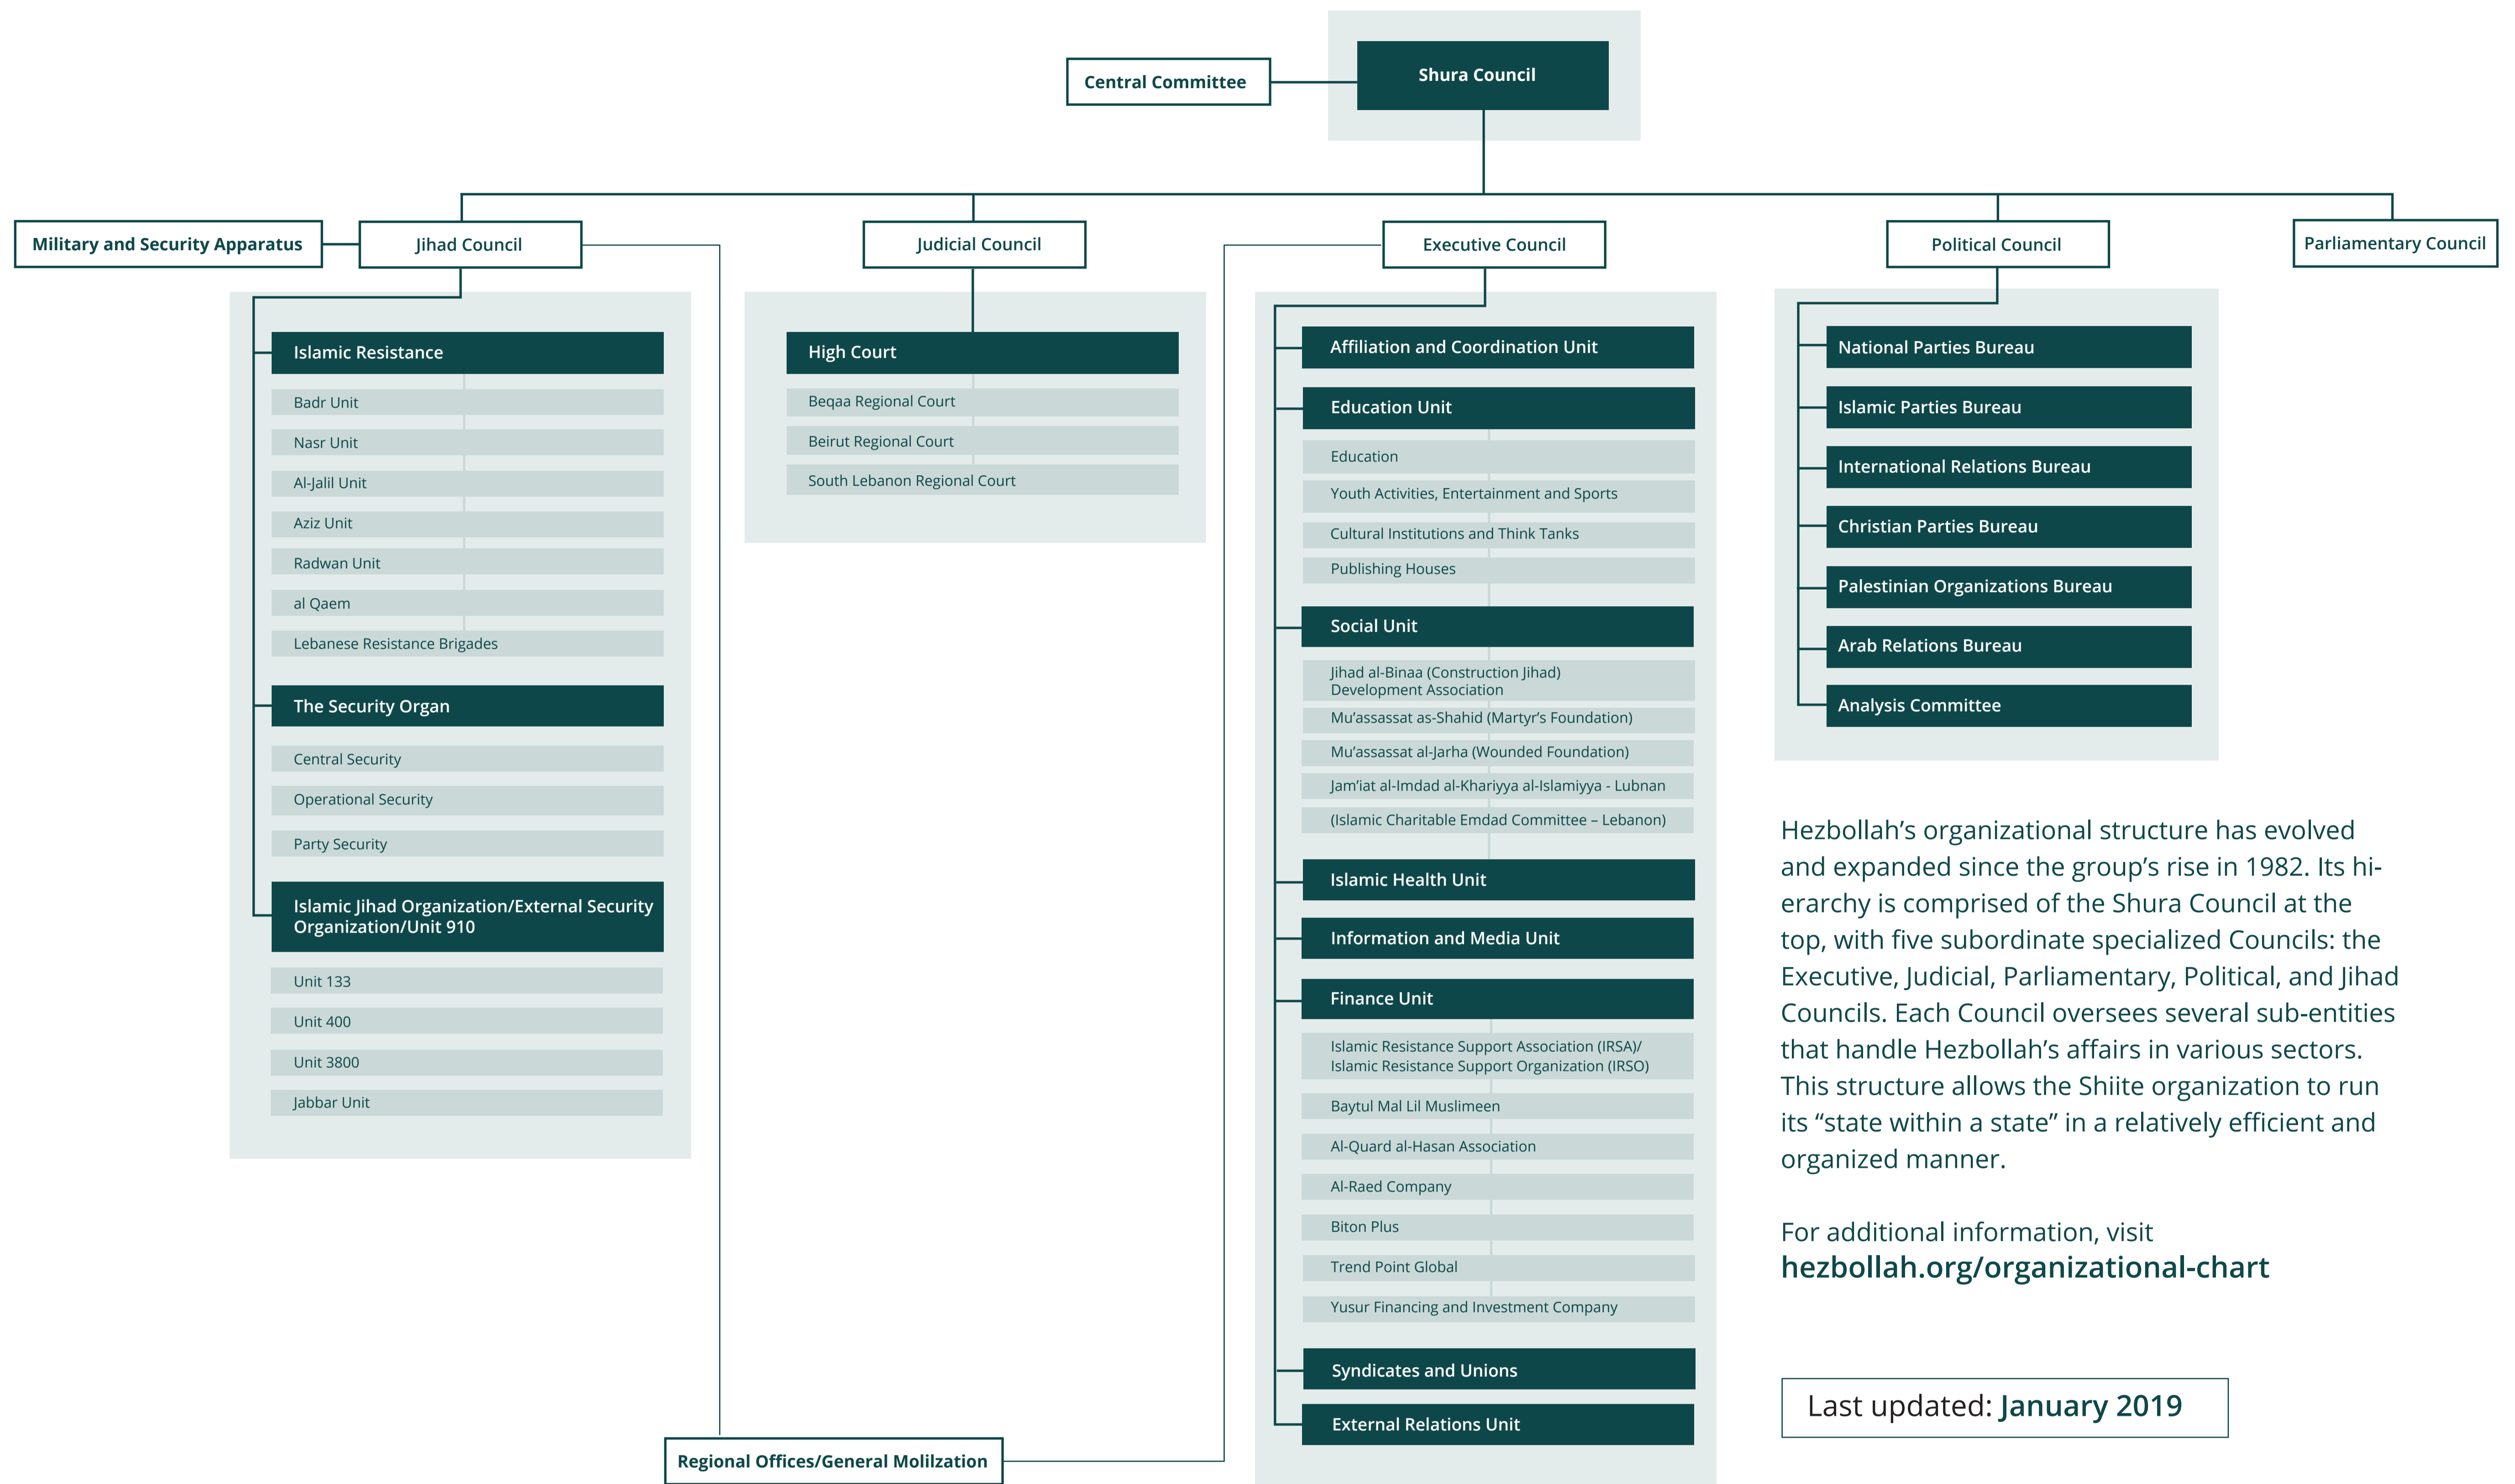 Central Committee
Shura Council
Military and Security Apparatus
Jihad Council
Judicial Council
Executive Council
Political Council
Parliamentary Council
Islamic Resistance
Badr Unit
Nasr Unit
Al-Jalil Unit
Aziz Unit
Radwan Unit
al Qaem
Lebanese Resistance Brigades
The Security Organ
Central Security
Operational Security
Party Security
Islamic Jihad Organization/External Security
Organization/Unit 910
Unit 133
Unit 400
Unit 3800
Jabbar Unit
High Court
Beqaa Regional Court
Beirut Regional Court
South Lebanon Regional Court
Affiliation and Coordination Unit
Education Unit
Education
Youth Activities, Entertainment and Sports
Cultural Institutions and Think Tanks
Publishing Houses
Social Unit
Jihad al-Binaa (Construction Jihad)
Development Association
Mu’assassat as-Shahid (Martyr’s Foundation)
Mu’assassat al-Jarha (Wounded Foundation)
Jam’iat al-Imdad al-Khariyya al-Islamiyya - Lubnan
(Islamic Charitable Emdad Committee – Lebanon)
Islamic Health Unit
Information and Media Unit
Finance Unit
Islamic Resistance Support Association (IRSA)/
Islamic Resistance Support Organization (IRSO)
Baytul Mal Lil Muslimeen
Al-Quard al-Hasan Association
Al-Raed Company
Biton Plus
Trend Point Global
Yusur Financing and Investment Company
Syndicates and Unions
External Relations Unit
National Parties Bureau
Islamic Parties Bureau
International Relations Bureau
Christian Parties Bureau
Palestinian Organizations Bureau
Arab Relations Bureau
Analysis Committee
Hezbollah’s organizational structure has evolved
and expanded since the group’s rise in 1982. Its hi-
erarchy is comprised of the Shura Council at the
top, with five subordinate specialized Councils: the
Executive, Judicial, Parliamentary, Political, and Jihad
Councils. Each Council oversees several sub-entities
that handle Hezbollah’s affairs in various sectors.
This structure allows the Shiite organization to run
its “state within a state” in a relatively efficient and
organized manner.
For additional information, visit
hezbollah.org/organizational-chart
Last updated: January 2019
Regional Offices/General Molilzation